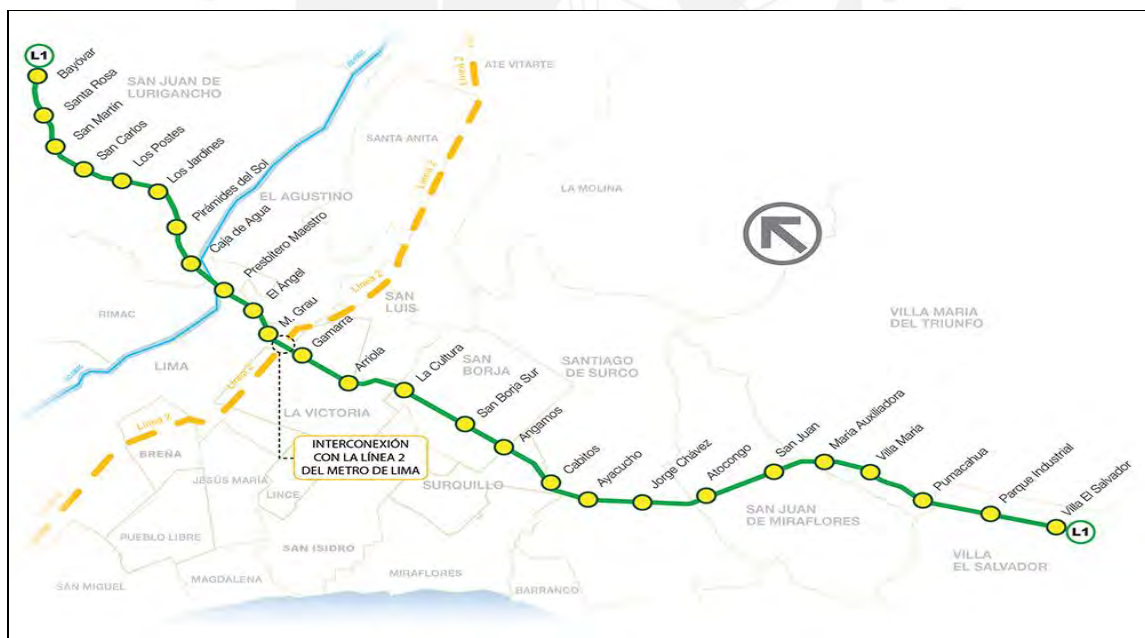 L1
Bayóvar
Santa Rosa
San Martín
San Carlos
Los Postes
Los Jardines
Pirámides del Sol
Caja de Agua
Presbítero Maestro
El Ángel
M. Grau
Gamarra
Arriola
La Cultura
San Borja Sur
Angamos
Cabitos
Ayacucho
Jorge Chávez
Atocongo
San Juan
María Auxiliadora
Villa María
Pumacahua
Parque Industrial
Villa El Salvador
L1
SAN JUAN DE
LURIGANCHO
ATE VITARTE
Línea 2
SANTA ANITA
Línea 2
LA MOLINA
EL AGUSTINO
Línea 2
SAN
LUIS
RIMAC
VILLA MARIA
DEL TRIUNFO
LIMA
Línea 2
SAN
BORJA
SANTIAGO
DE SURCO
LA VICTORIA
Línea 2
BREÑA
INTERCONEXIÓN
CON LA LÍNEA 2
DEL METRO DE LIMA
JESÚS MARÍA
LINCE
SURQUILLO
SAN JUAN
DE MIRAFLORES
PUEBLO LIBRE
SAN ISIDRO
VILLA
EL SALVADOR
SAN MIGUEL
MAGDALENA
MIRAFLORES
BARRANCO